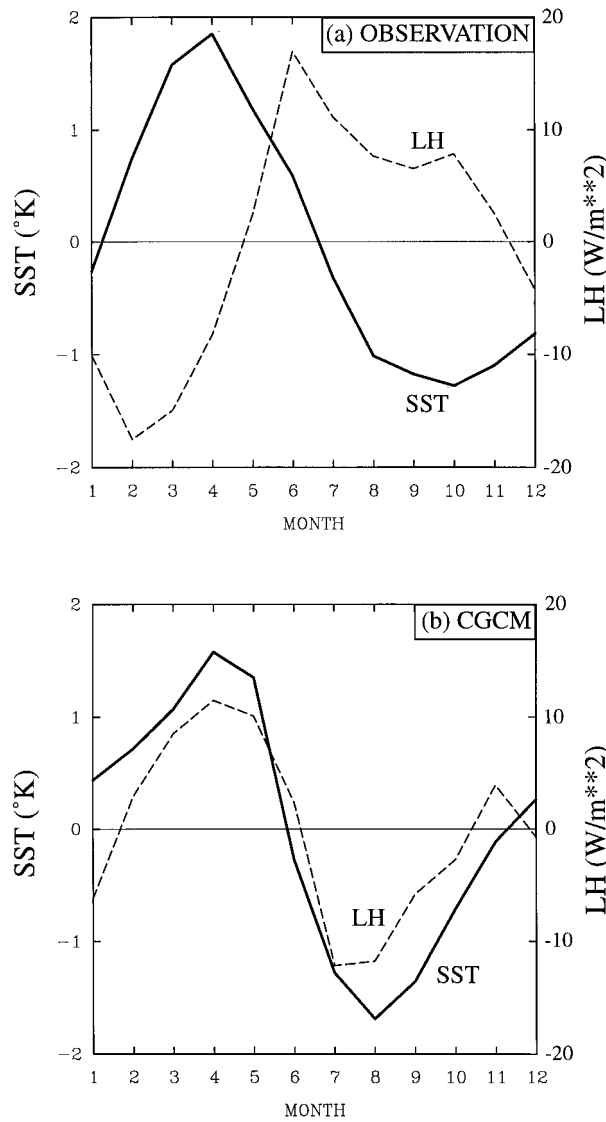 (a) OBSERVATION
2
1
0
-1
-2
SST (°K)
20
10
0
-10
-20
LH (W/m**2)
LH
SST
1 2 3 4 5 6 7 8 9 10 11 12
MONTH
(b) CGCM
2
1
0
-1
-2
SST (°K)
20
10
0
-10
-20
LH (W/m**2)
LH
SST
1 2 3 4 5 6 7 8 9 10 11 12
MONTH